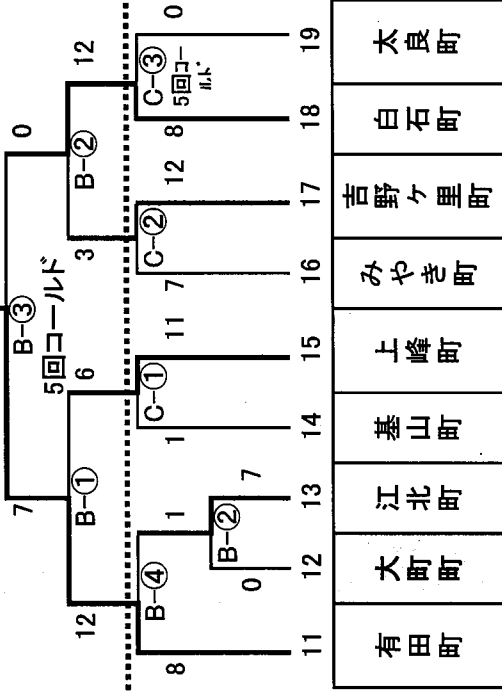 B-③
5回コールド
7
0
B-①
12
6
B-②
3
12
B-④
8
1
B-②
0
7
C-①
1
11
C-②
7
12
C-③
5回コールド
8
0
11 有田町
12 大町町
13 江北町
14 基山町
15 上峰町
16 みやき町
17 吉野ヶ里町
18 白石町
19 太良町